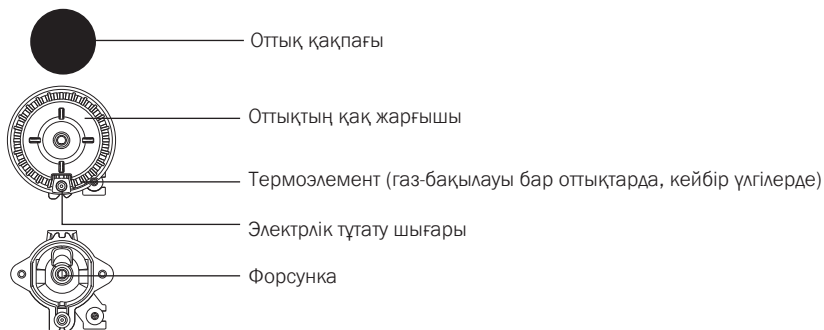 Оттық қақпағы
Оттықтың қақ жарғышы
Термоэлемент (газ-бақылауы бар оттықтарда, кейбір үлгілерде)
Электрлік тұтату шығары
Форсунка